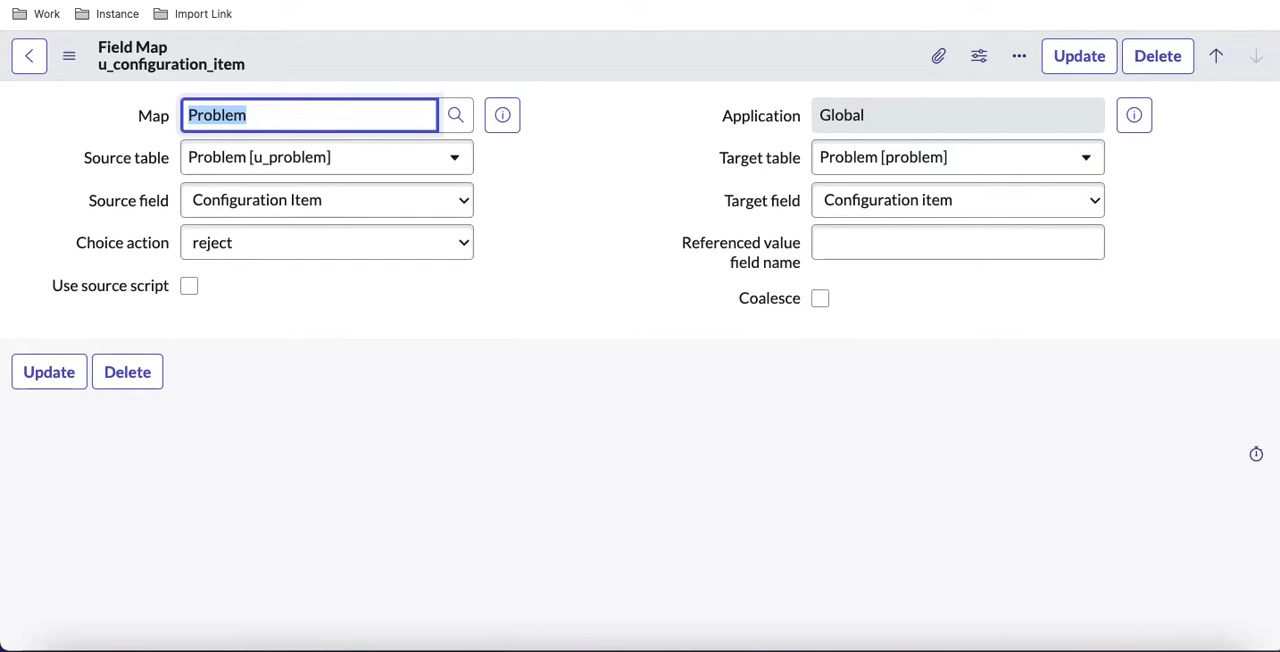 Work Instance Import Link
Field Map
u_configuration_item
Update Delete
Map Problem
Application Global
Source table Problem [u_problem]
Target table Problem [problem]
Source field Configuration Item
Target field Configuration item
Choice action reject
Referenced value
field name
Use source script
Coalesce
Update Delete